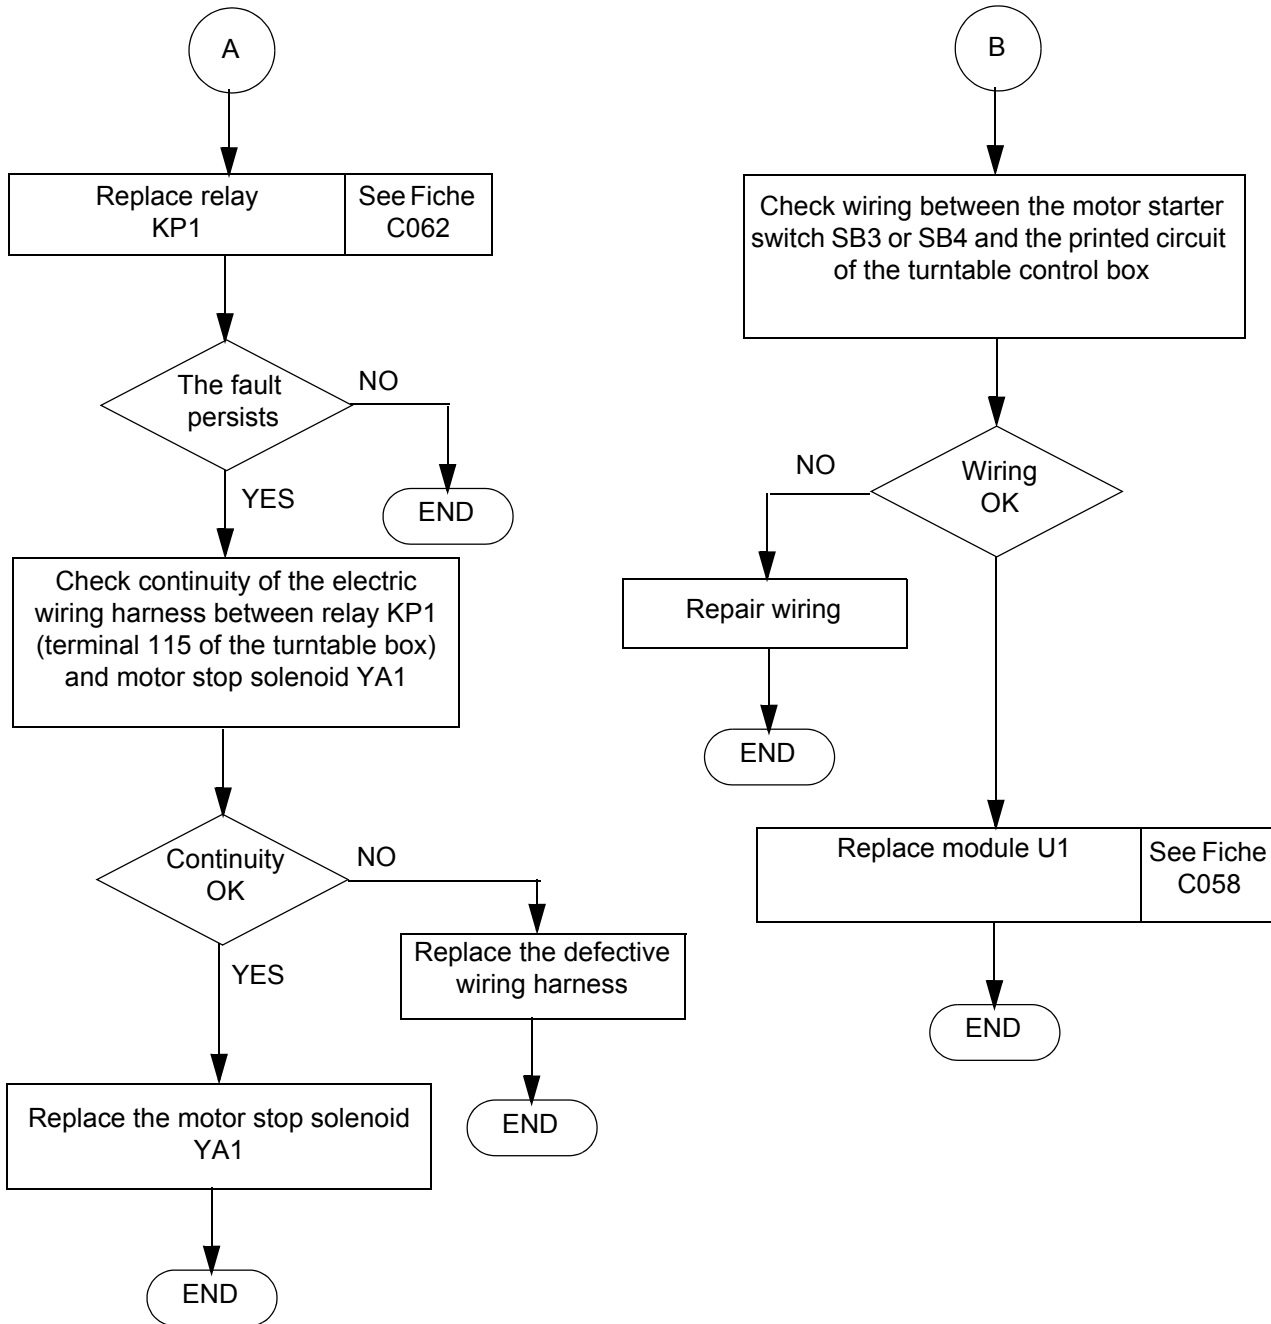 A
Replace relay
KP1
See Fiche
C062
The fault
persists
NO
END
YES
Check continuity of the electric
wiring harness between relay KP1
(terminal 115 of the turntable box)
and motor stop solenoid YA1
Continuity
OK
NO
Replace the defective
wiring harness
END
YES
Replace the motor stop solenoid
YA1
END
B
Check wiring between the motor starter
switch SB3 or SB4 and the printed circuit
of the turntable control box
Wiring
OK
NO
Repair wiring
END
Replace module U1
See Fiche
C058
END